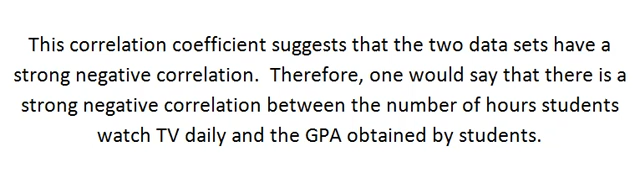 This correlation coefficient suggests that the two data sets have a
strong negative correlation.  Therefore, one would say that there is a
strong negative correlation between the number of hours students
watch TV daily and the GPA obtained by students.